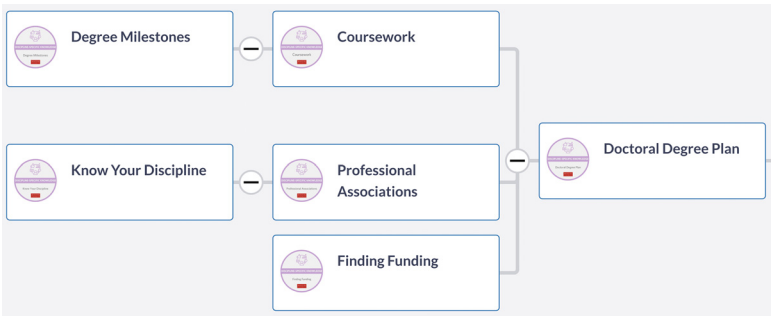 Degree Milestones
Coursework
Know Your Discipline
Professional
Associations
Doctoral Degree Plan
Finding Funding